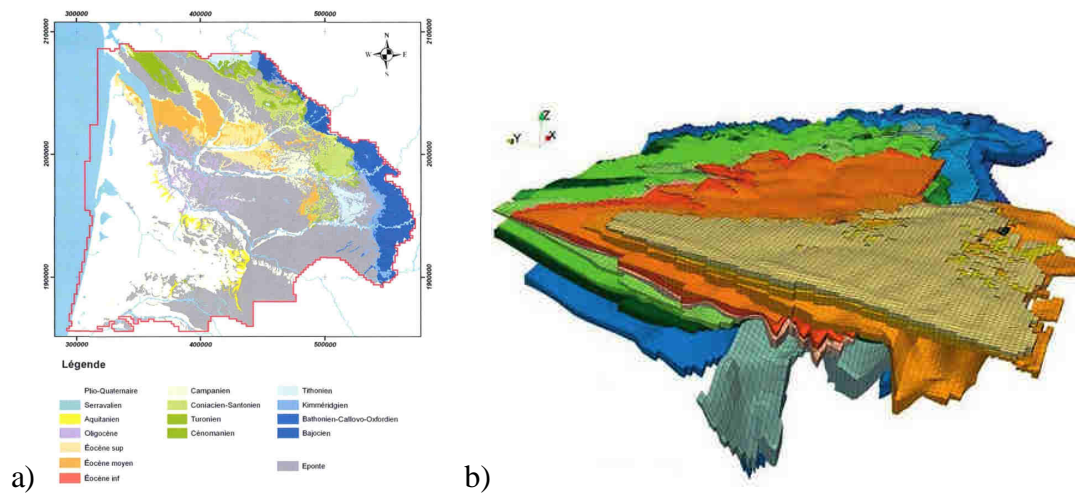 300000 400000 500000
2100000 2100000
N
W E
S
2000000 2000000
1900000 1900000
300000 400000 500000
Légende
Plio-Quaternaire
Serravalien
Aquitanien
Oligocène
Éocène sup
Éocène moyen
Éocène inf
Campanien
Coniacien-Santonien
Turonien
Cénomanien
Tithonien
Kimméridgien
Bathonien-Callovo-Oxfordien
Bajocien
Eponte
a)
Z
Y X
b)